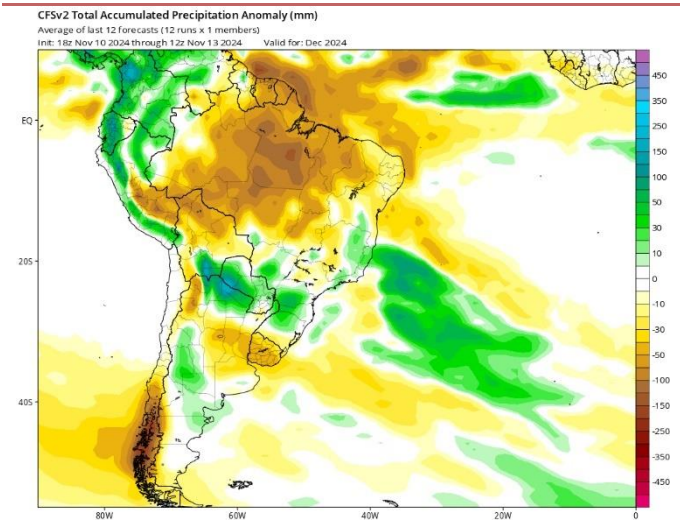 CFSv2 Total Accumulated Precipitation Anomaly (mm)
Average of last 12 forecasts (12 runs x 1 members)
Init: 18z Nov 10 2024 through 12z Nov 13 2024 Valid for: Dec 2024
450
350
250
150
100
50
30
10
0
-10
-30
-50
-100
-150
-250
-350
-450
EQ
20S
40S
80W
60W
40W
20W
0